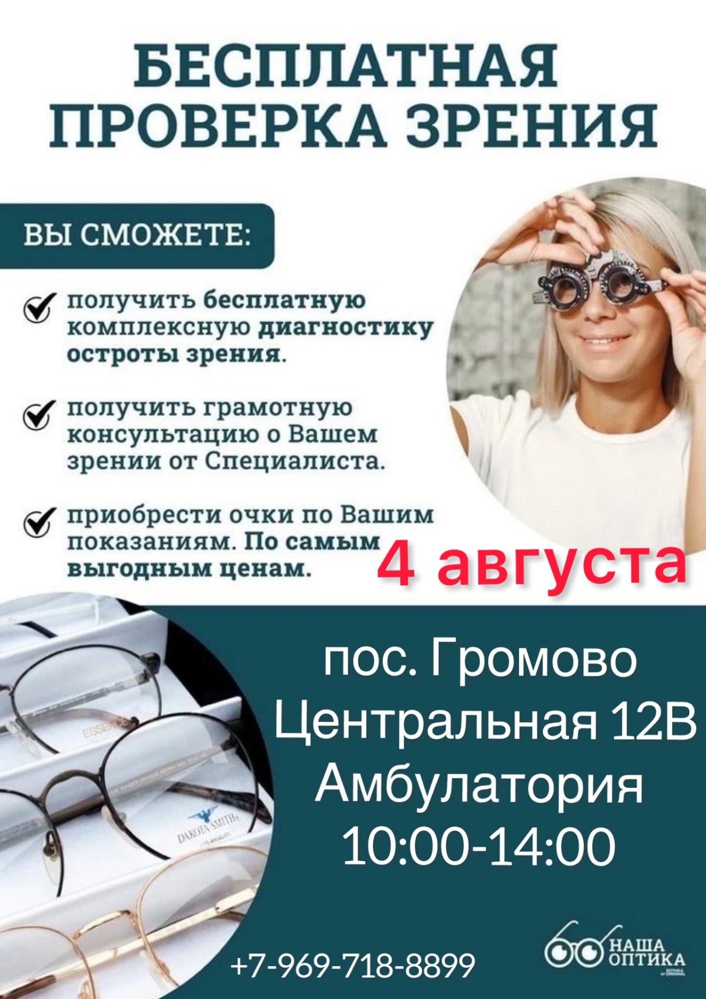 БЕСПЛАТНАЯ
ПРОВЕРКА ЗРЕНИЯ
ВЫ СМОЖЕТЕ:
получить бесплатную
комплексную диагностику
остроты зрения.
получить грамотную
консультацию о Вашем
зрении от Специалиста.
приобрести очки по Вашим
показаниям. По самым
выгодным ценам.
4 августа
пос. Громово
Центральная 12В
Амбулатория
10:00-14:00
DAKOTA SMITH
LOS ANGELES
+7-969-718-8899
НАША
ОПТИКА